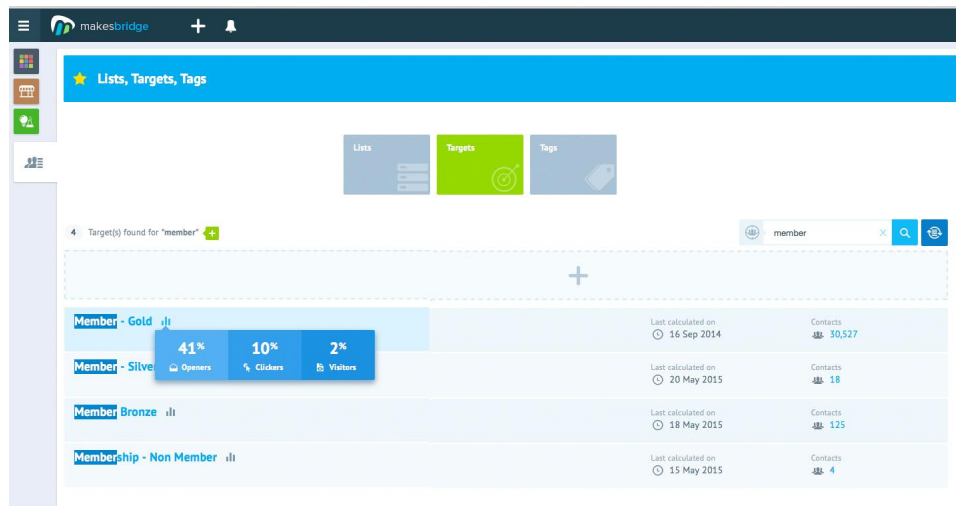 makesbridge
Lists, Targets, Tags
Lists
Targets
Tags
4 Target(s) found for "member"
member
Member - Gold
Last calculated on
16 Sep 2014
Contacts
30,527
41% Openers
10% Clickers
2% Visitors
Member - Silver
Last calculated on
20 May 2015
Contacts
18
Member Bronze
Last calculated on
18 May 2015
Contacts
125
Membership - Non Member
Last calculated on
15 May 2015
Contacts
4